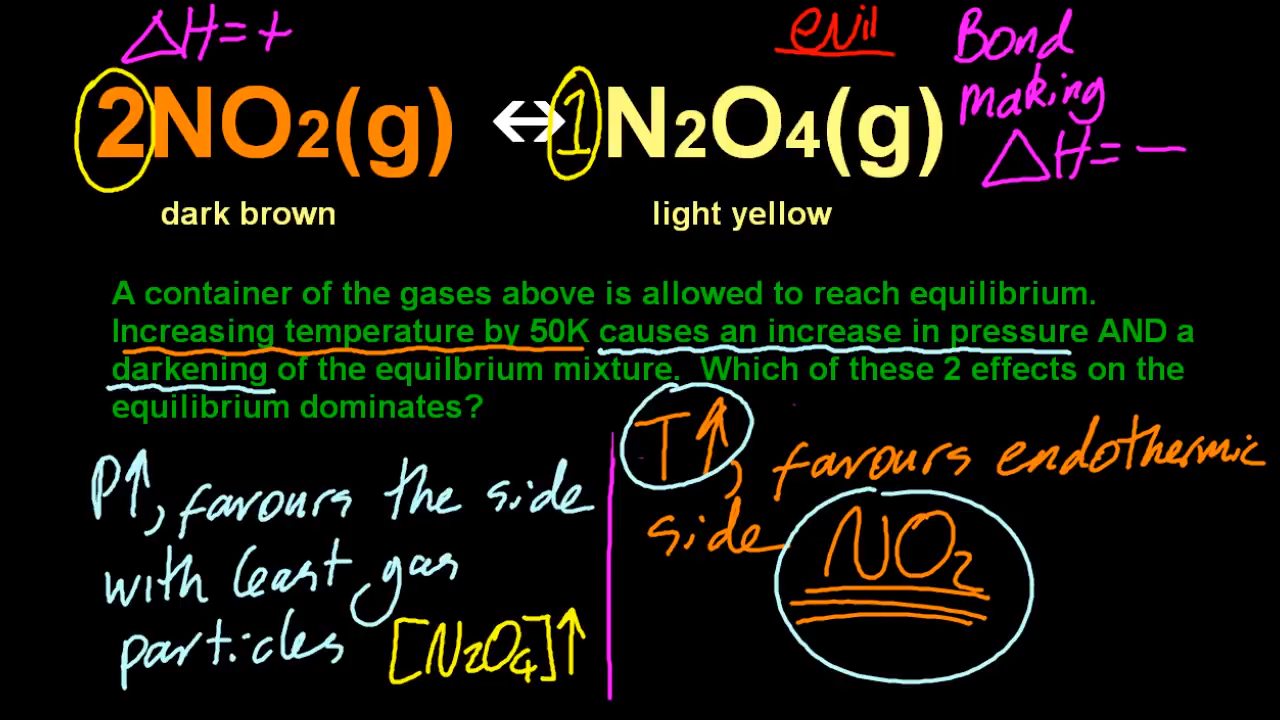 ΔH = +
evil
Bond
making
ΔH = −
2NO2(g) ↔ 1 N2O4(g)
dark brown
light yellow
A container of the gases above is allowed to reach equilibrium.
Increasing temperature by 50K causes an increase in pressure AND a
darkening of the equilbrium mixture. Which of these 2 effects on the
equilibrium dominates?
P↑, favours the side
with least gas
particles [N2O4]↑
T↑, favours endothermic
side NO2